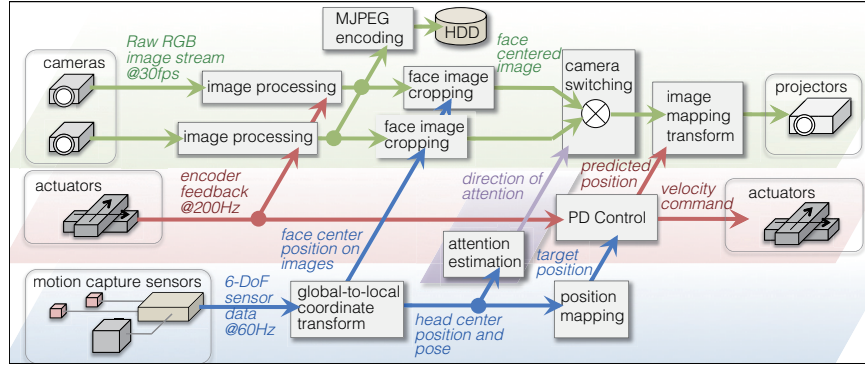 MJPEG
encoding
HDD
Raw RGB
image stream
@30fps
face
centered
image
cameras
camera
switching
projectors
image processing
face image
cropping
image
mapping
transform
image processing
face image
cropping
actuators
encoder
feedback
@200Hz
direction of
attention
predicted
position
velocity
command
actuators
PD Control
face center
position on
images
attention
estimation
target
position
motion capture sensors
6-DoF
sensor
data
@60Hz
global-to-local
coordinate
transform
head center
position and
pose
position
mapping